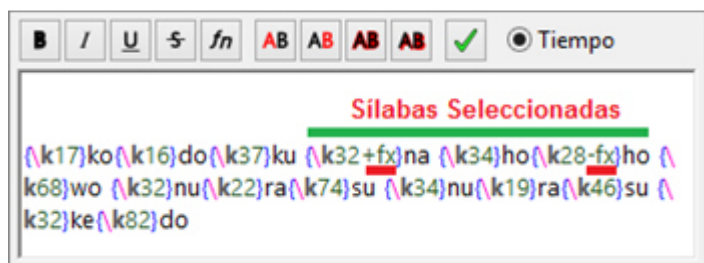 B I U S fn AB AB AB AB Tiempo
Sílabas Seleccionadas
{\k17}ko{\k16}do{\k37}ku {\k32+fx}na {\k34}ho{\k28-fx}ho {\
k68}wo {\k32}nu{\k22}ra{\k74}su {\k34}nu{\k19}ra{\k46}su {\
k32}ke{\k82}do